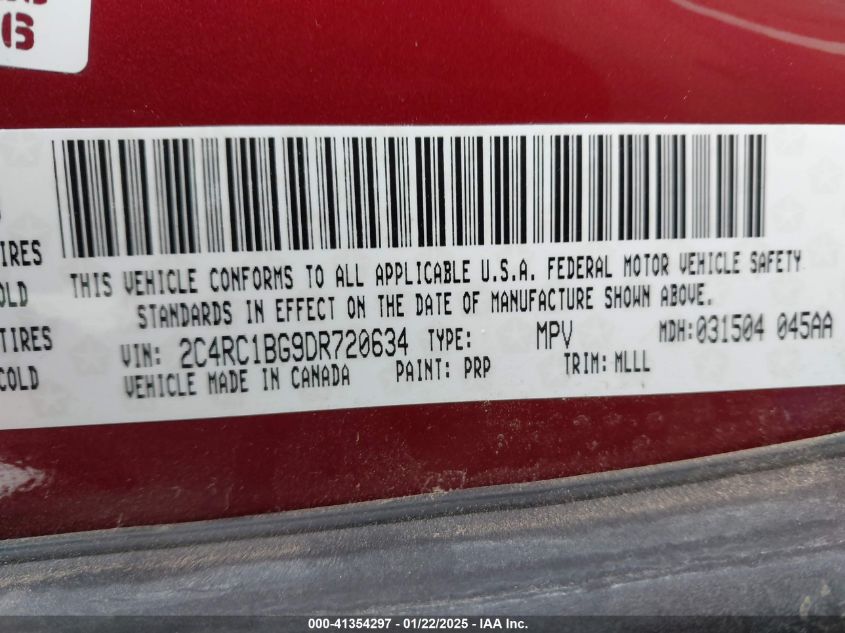 6
IRES
OLD
TIRES
COLD
THIS VEHICLE CONFORMS TO ALL APPLICABLE U.S.A. FEDERAL MOTOR VEHICLE SAFETY
STANDARDS IN EFFECT ON THE DATE OF MANUFACTURE SHOWN ABOVE.
VIN: 2C4RC1BG9DR720634 TYPE: MPV MDH:031504 045AA
VEHICLE MADE IN CANADA PAINT: PRP TRIM: MLLL
000-41354297 - 01/22/2025 - IAA Inc.